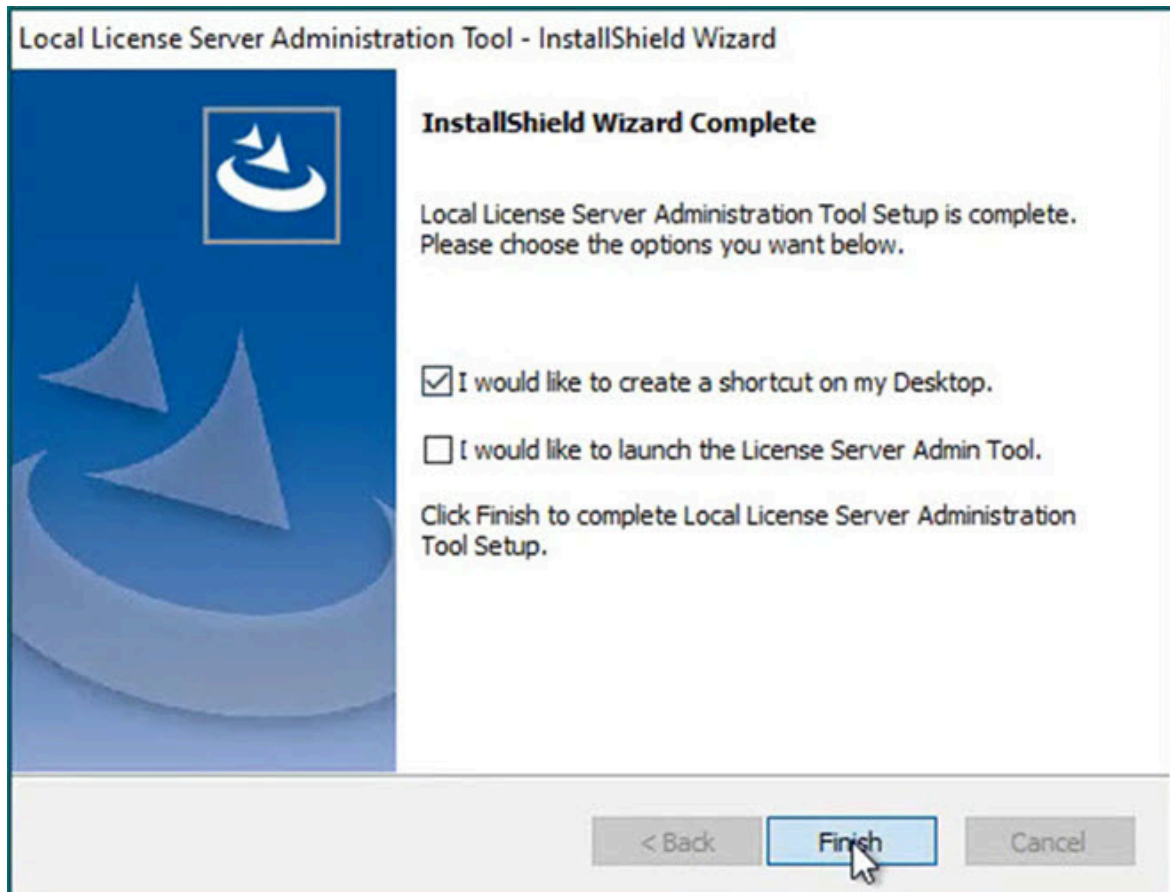 Local License Server Administration Tool - InstallShield Wizard
InstallShield Wizard Complete
Local License Server Administration Tool Setup is complete.
Please choose the options you want below.
I would like to create a shortcut on my Desktop.
I would like to launch the License Server Admin Tool.
Click Finish to complete Local License Server Administration
Tool Setup.
< Back
Finish
Cancel